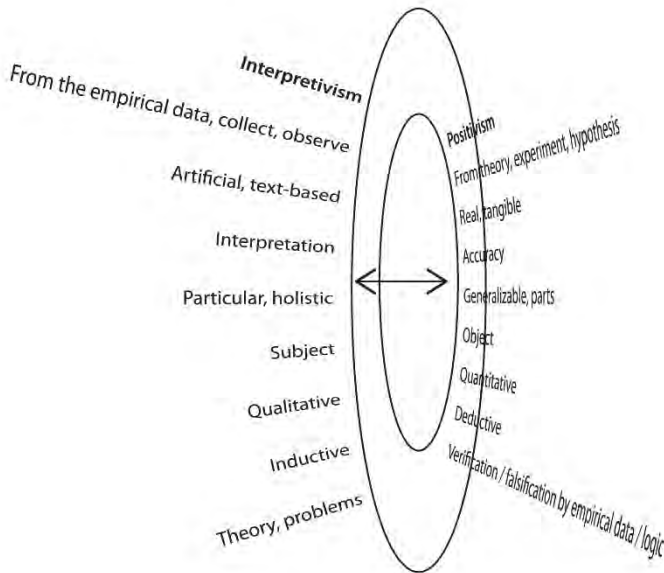 Interpretivism
From the empirical data, collect, observe
Artificial, text-based
Interpretation
Particular, holistic
Subject
Qualitative
Inductive
Theory, problems
Positivism
From theory, experiment, hypothesis
Real, tangible
Accuracy
Generalizable, parts
Object
Quantitative
Deductive
Verification / falsification by empirical data / logic